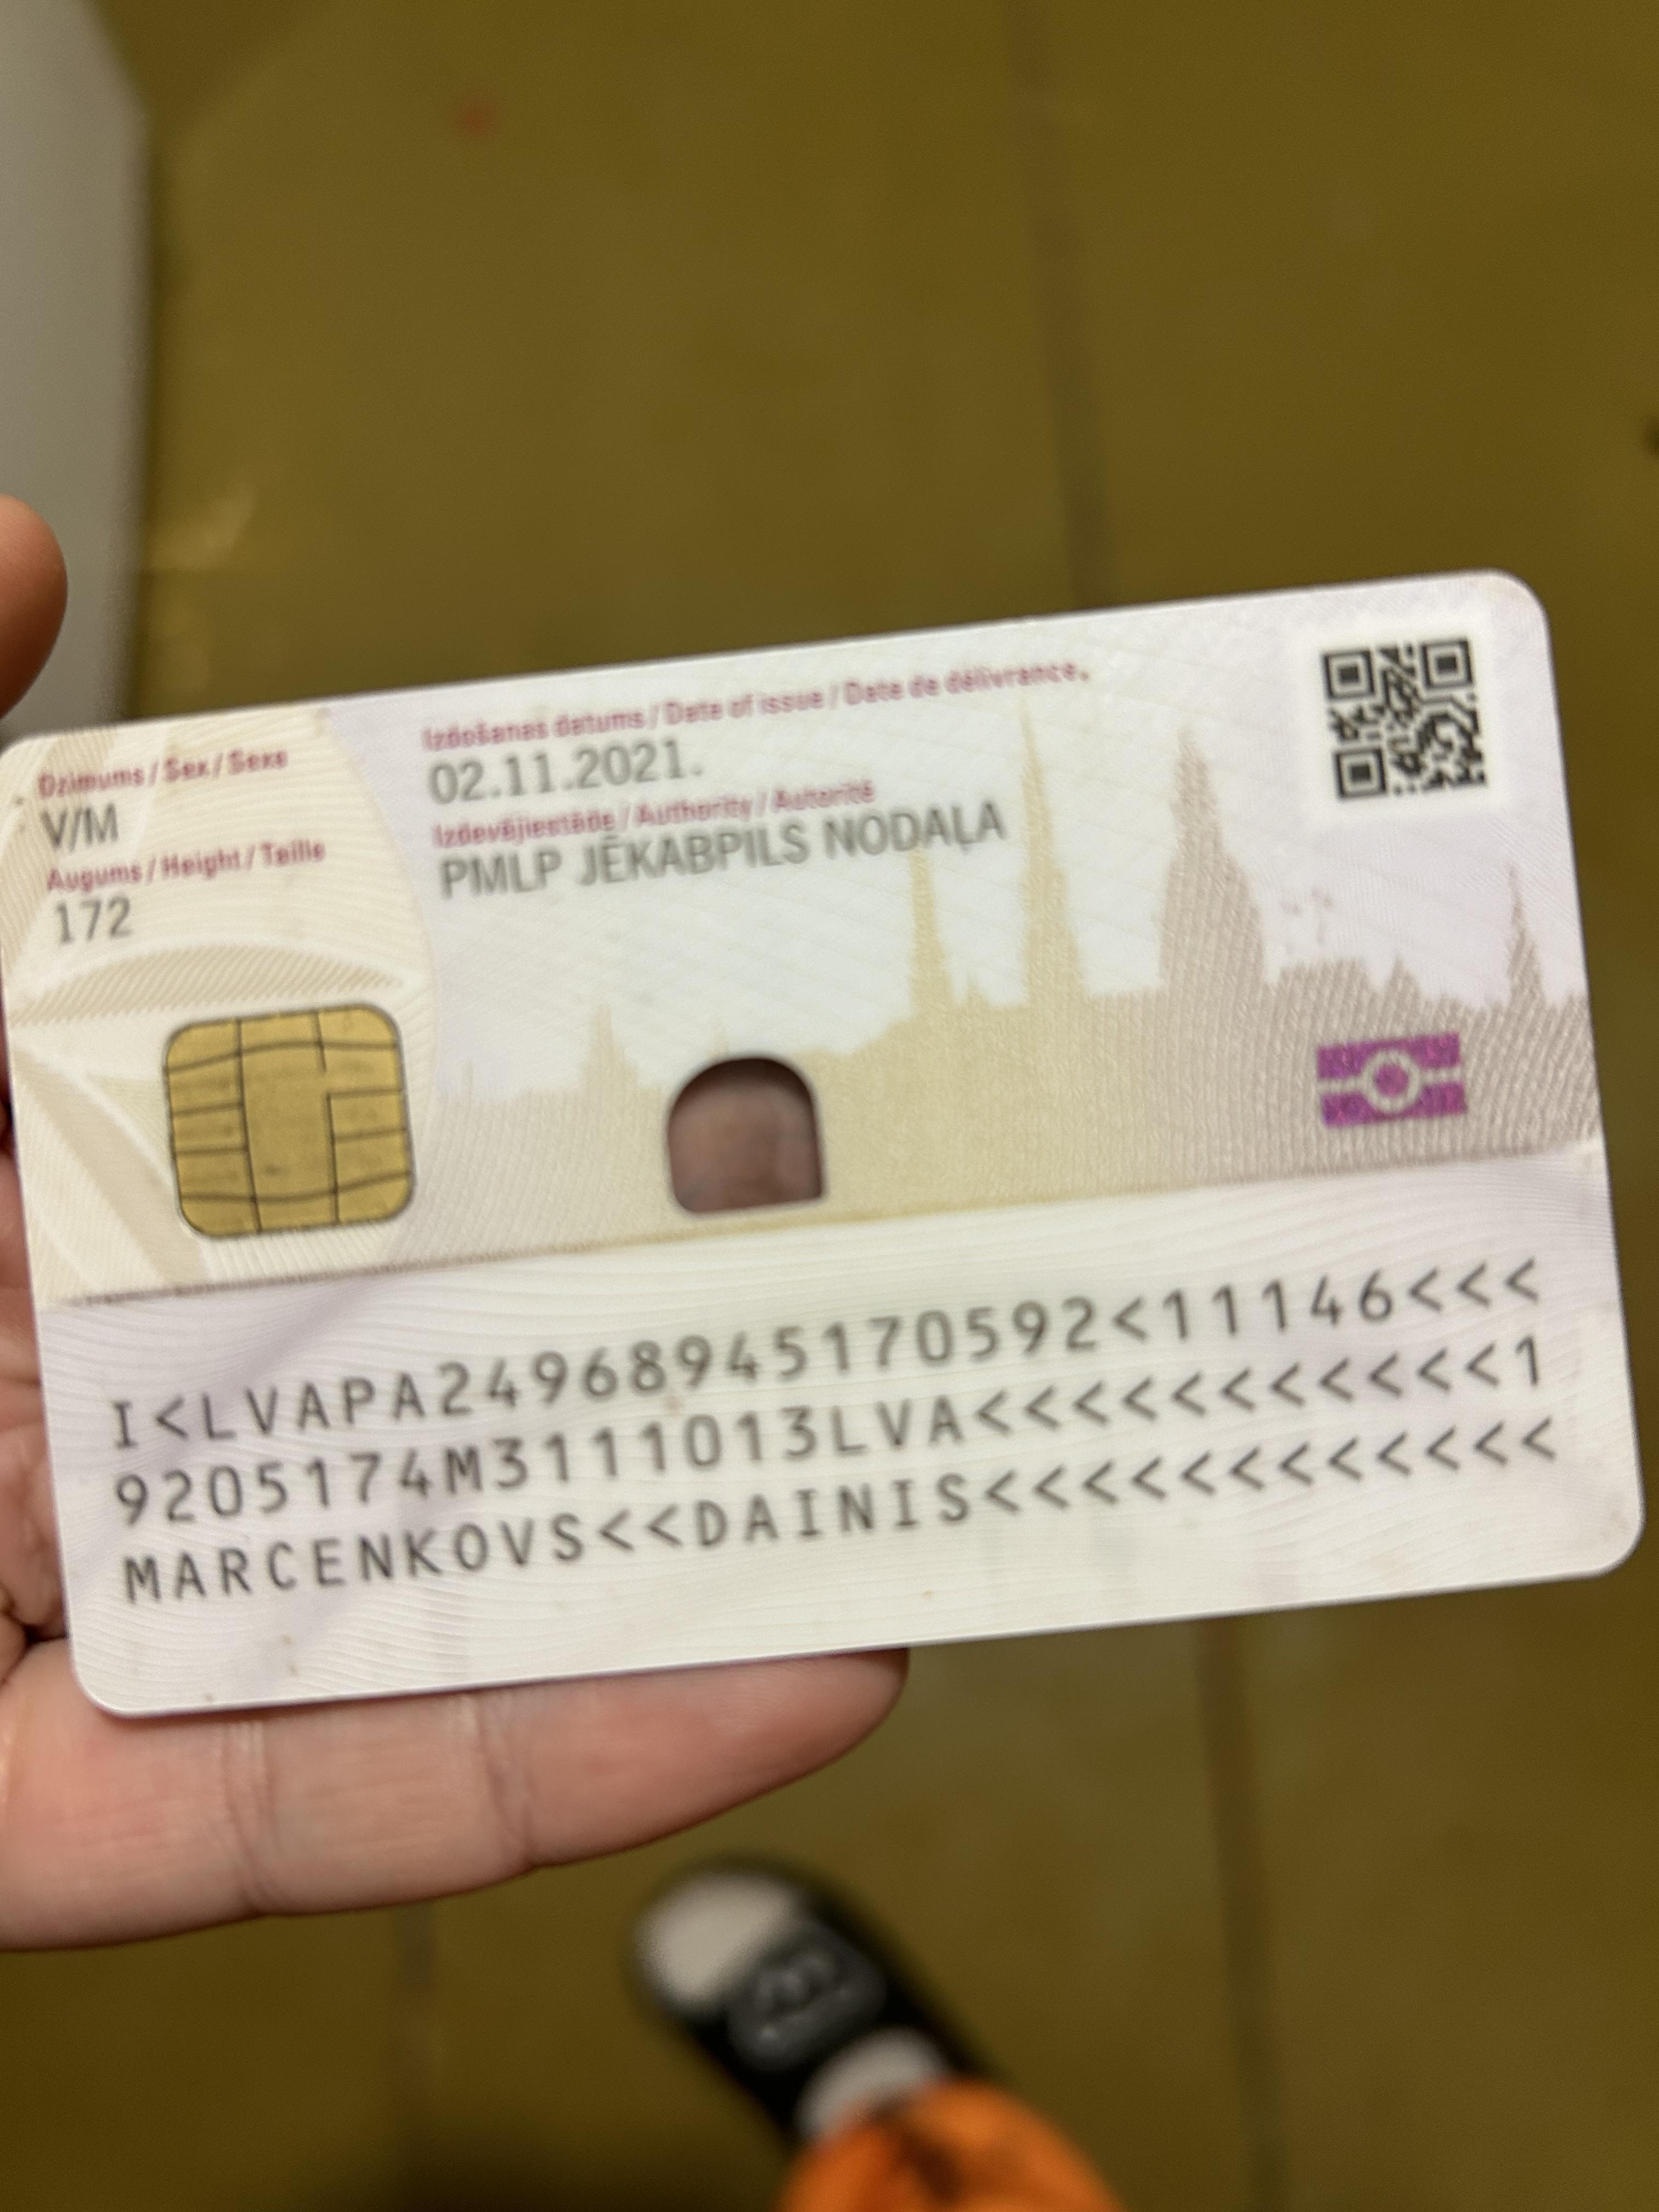 Dzimums / Sex / Sexe
V/M
Augums / Height / Taille
172
Izdošanas datums / Date of issue / Date de délivrance.
02.11.2021.
Izdevējiestāde / Authority / Autorité
PMLP JĒKABPILS NODAĻA
I<LVAPA24968945170592<11146<<<
9205174M3111013LVA<<<<<<<<<<<1
MARCENKOVS<<DAINIS<<<<<<<<<<<<